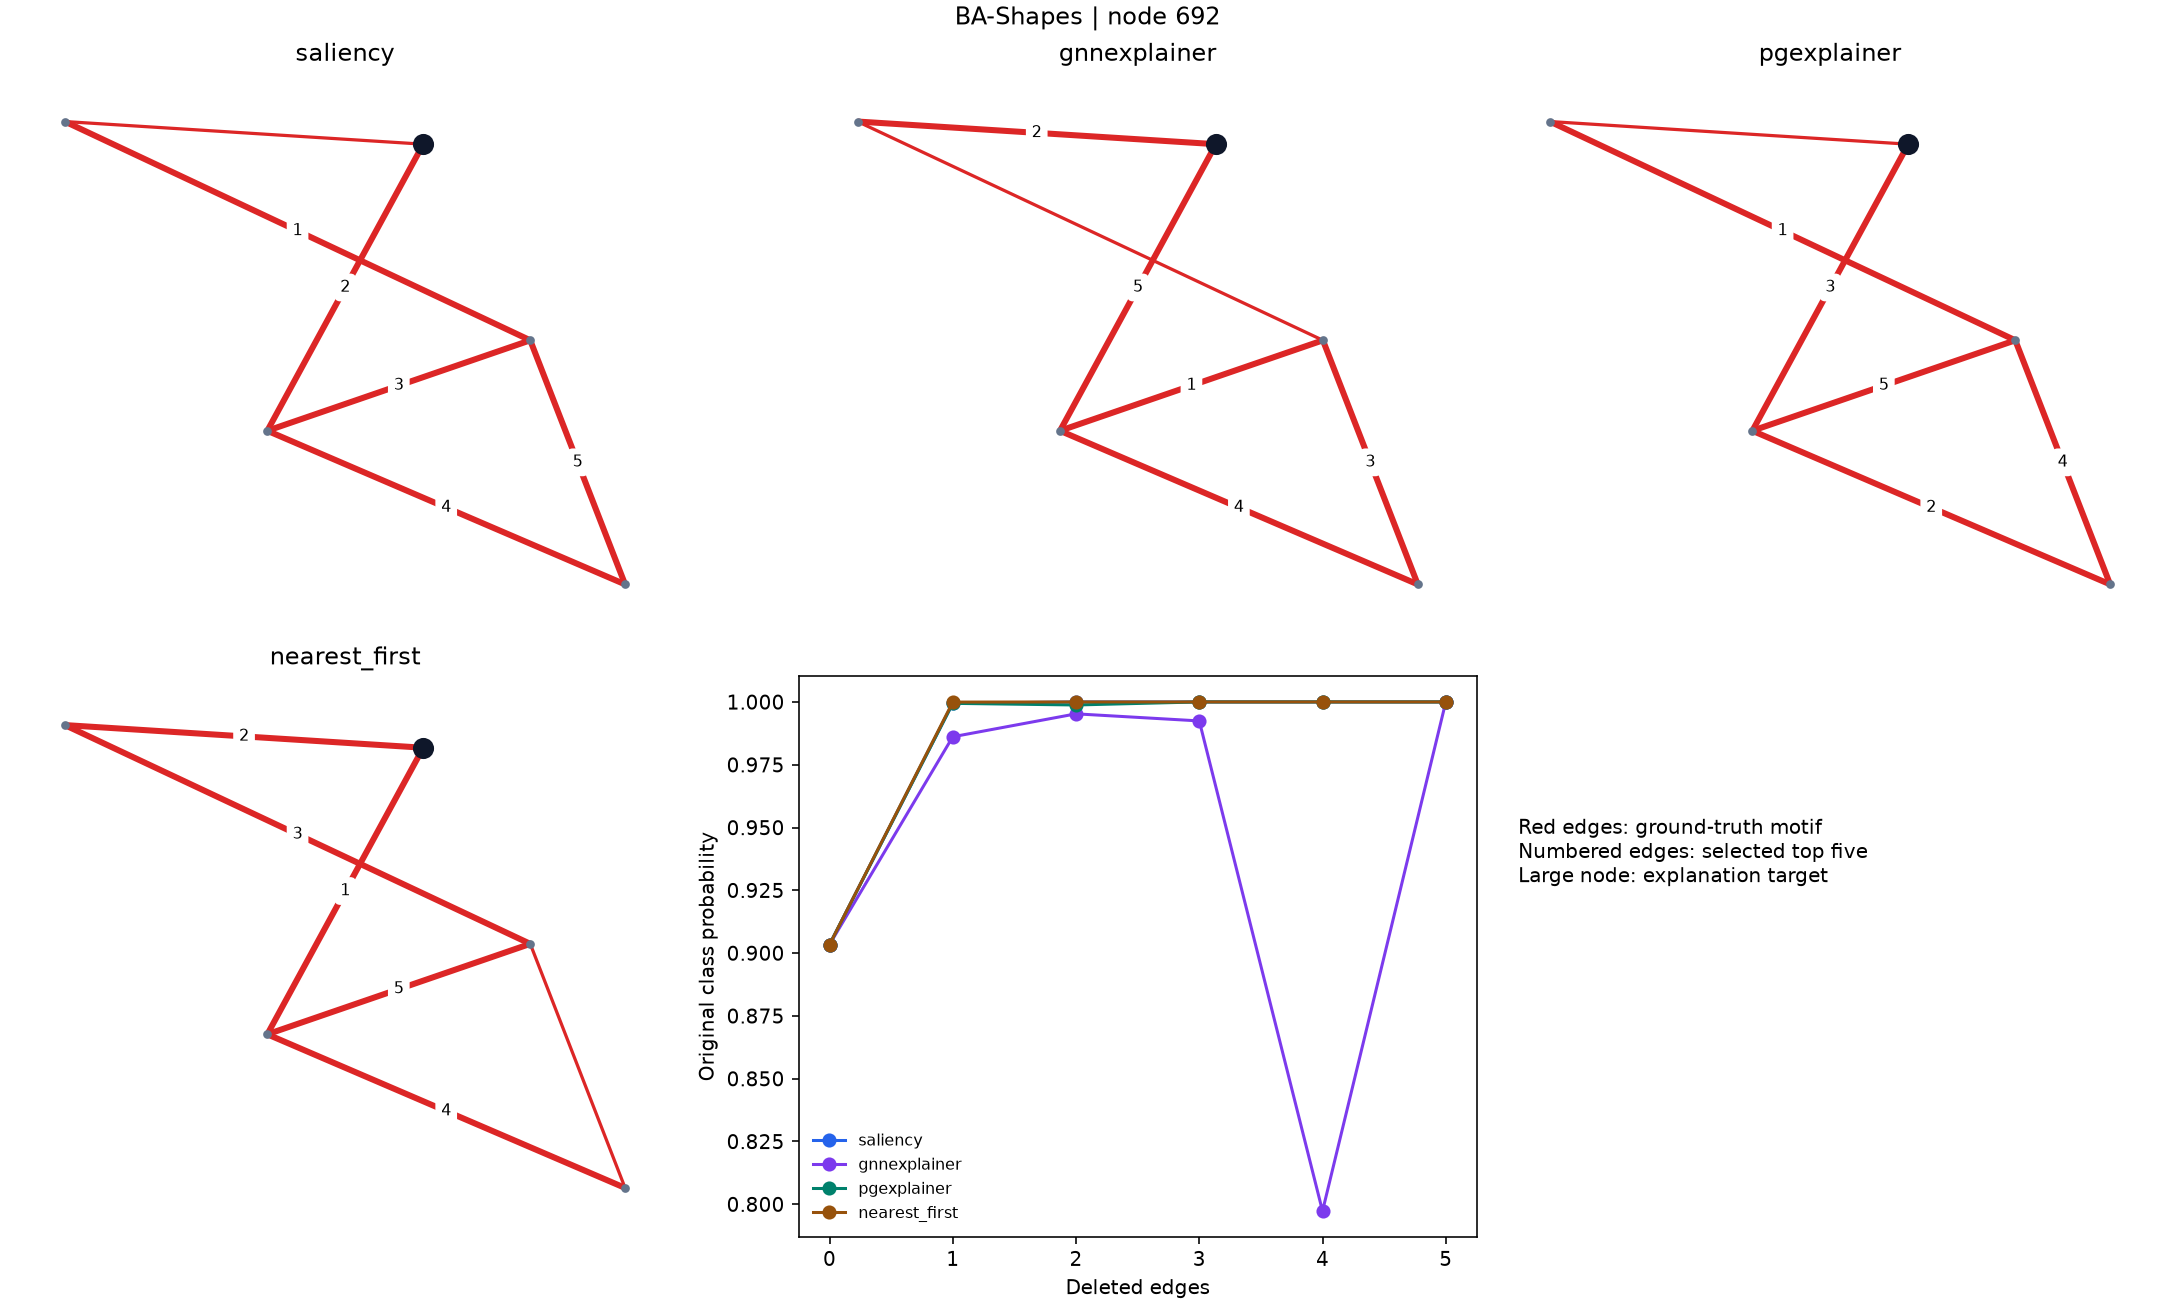 BA-Shapes | node 692
saliency
gnnexplainer
pgexplainer
2
1
1
1
2
5
3
3
1
5
5
3
4
4
4
2
nearest_first
2
3
1
5
4
Original class probability
1.000
0.975
0.950
0.925
0.900
0.875
0.850
0.825
0.800
saliency
gnnexplainer
pgexplainer
nearest_first
0 1 2 3 4 5
Deleted edges
Red edges: ground-truth motif
Numbered edges: selected top five
Large node: explanation target